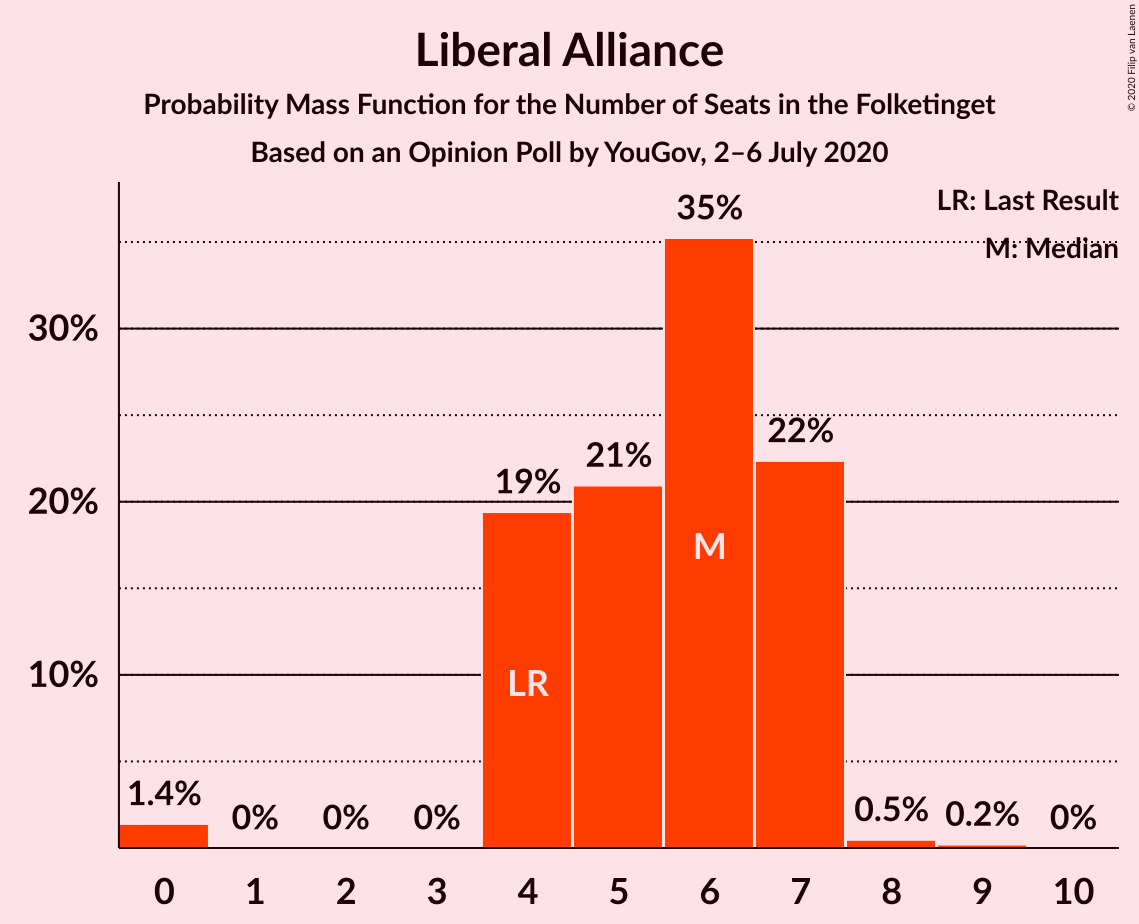 Liberal Alliance
Probability Mass Function for the Number of Seats in the Folketinget
Based on an Opinion Poll by YouGov, 2–6 July 2020
© 2020 Filip van Laenen
LR: Last Result
M: Median
35%
30%
22%
21%
19%
20%
M
LR
10%
1.4%
0%
0%
0%
0.5%
0.2%
0%
0 1 2 3 4 5 6 7 8 9 10